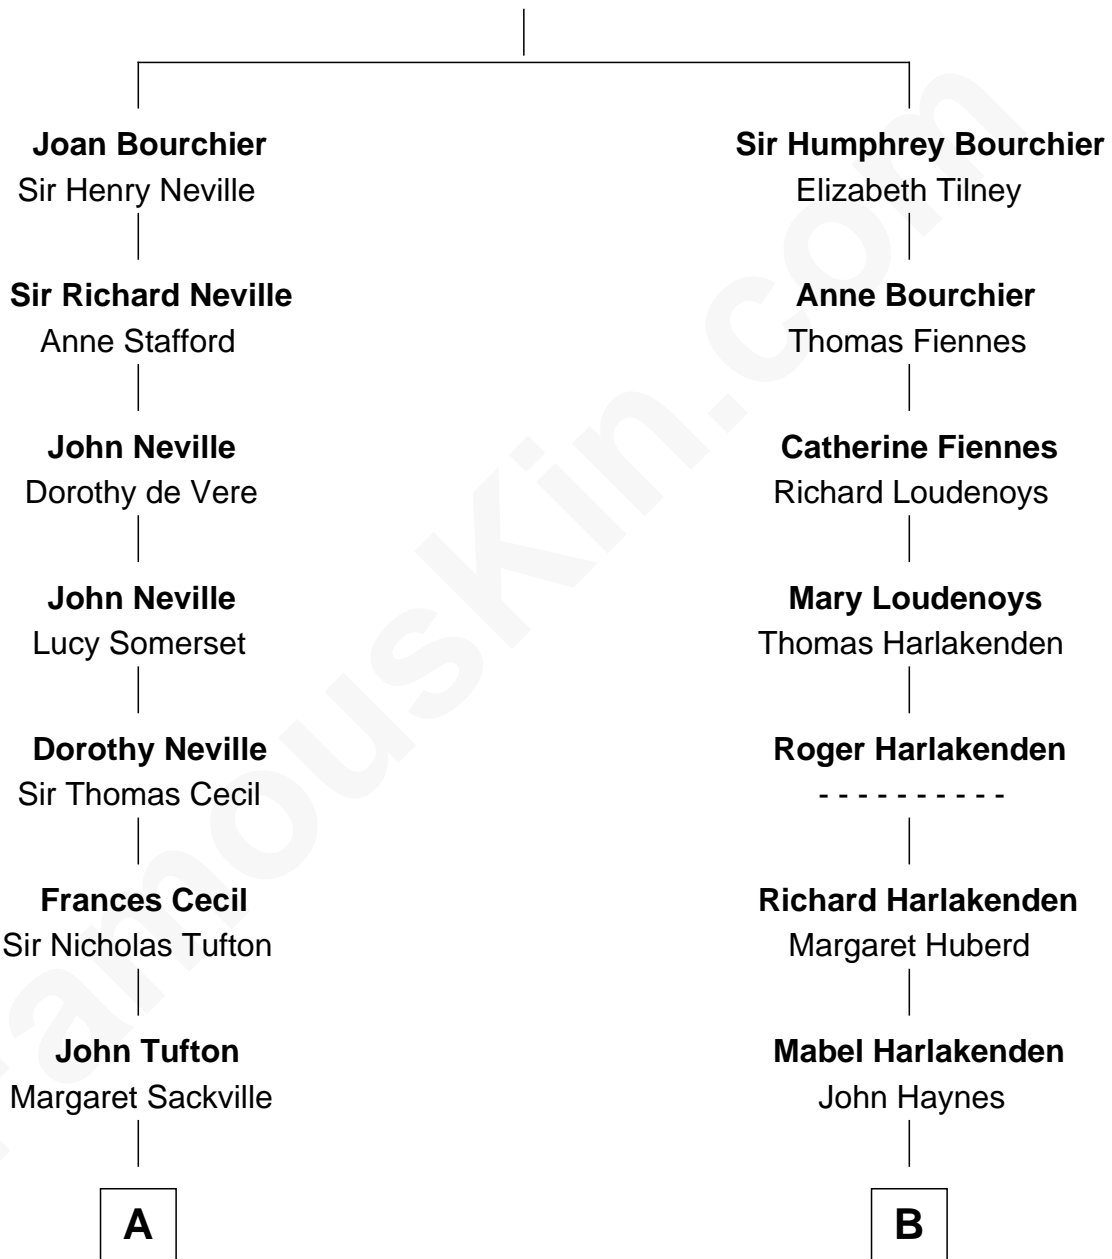 Joan Bourchier
Sir Henry Neville
Sir Richard Neville
Anne Stafford
John Neville
Dorothy de Vere
John Neville
Lucy Somerset
Dorothy Neville
Sir Thomas Cecil
Frances Cecil
Sir Nicholas Tufton
John Tufton
Margaret Sackville
A
Sir Humphrey Bourchier
Elizabeth Tilney
Anne Bourchier
Thomas Fiennes
Catherine Fiennes
Richard Loudenoys
Mary Loudenoys
Thomas Harlakenden
Roger Harlakenden
- - - - - - - - - -
Richard Harlakenden
Margaret Huberd
Mabel Harlakenden
John Haynes
B
FamousKin.com